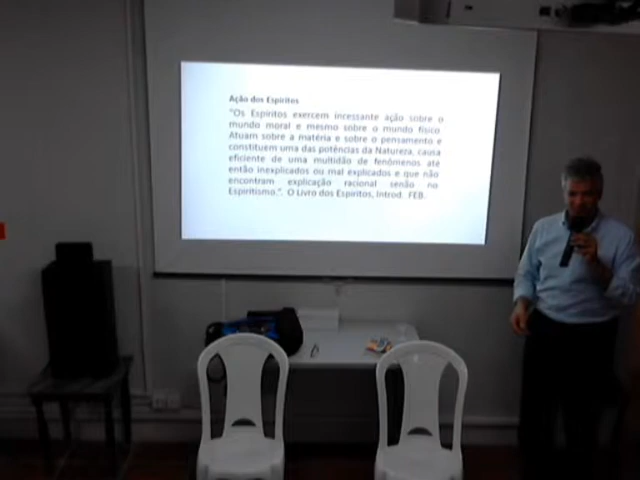 Ação dos Espíritos
"Os Espíritos exercem incessante ação sobre o
mundo moral e mesmo sobre o mundo físico
Atuam sobre a matéria e sobre o pensamento e
constituem uma das potências da Natureza, causa
eficiente de uma multidão de fenômenos até
então inexplicados ou mal explicados e que não
encontram explicação racional senão no
Espiritismo.". O Livro dos Espíritos, Introd. FEB.